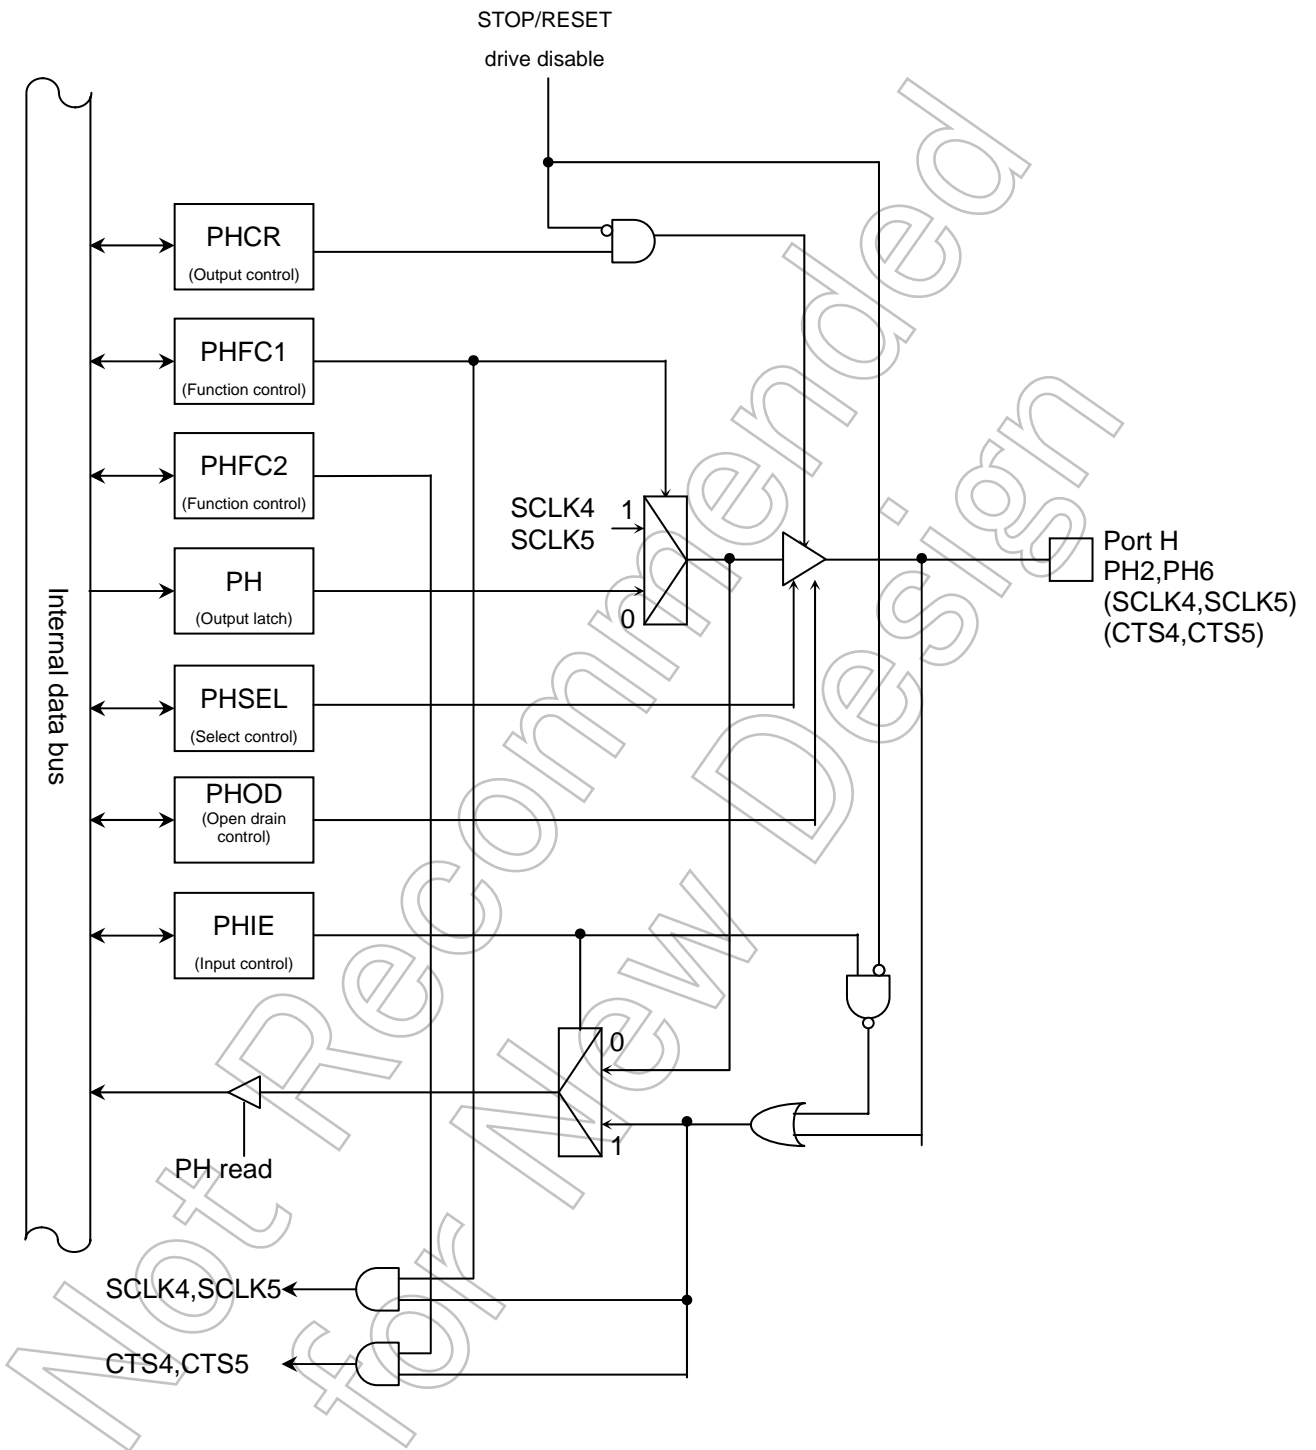 STOP/RESET
drive disable
PHCR
(Output control)
PHFC1
(Function control)
PHFC2
(Function control)
SCLK4
SCLK5
1
0
Port H
PH2,PH6
(SCLK4,SCLK5)
(CTS4,CTS5)
PH
(Output latch)
Internal data bus
PHSEL
(Select control)
PHOD
(Open drain
control)
PHIE
(Input control)
0
1
PH read
SCLK4,SCLK5
CTS4,CTS5
Not Recommended
for New Design